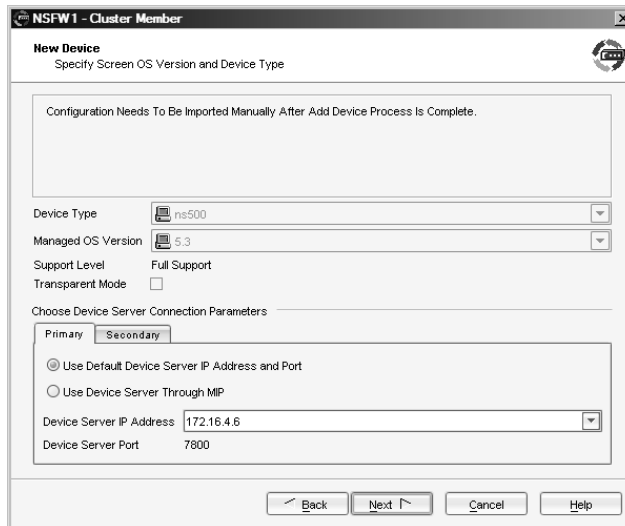 NSFW1 - Cluster Member
New Device
Specify Screen OS Version and Device Type
Configuration Needs To Be Imported Manually After Add Device Process Is Complete.
Device Type ns500
Managed OS Version 5.3
Support Level Full Support
Transparent Mode
Choose Device Server Connection Parameters
Primary Secondary
Use Default Device Server IP Address and Port
Use Device Server Through MIP
Device Server IP Address 172.16.4.6
Device Server Port 7800
Back Next Cancel Help